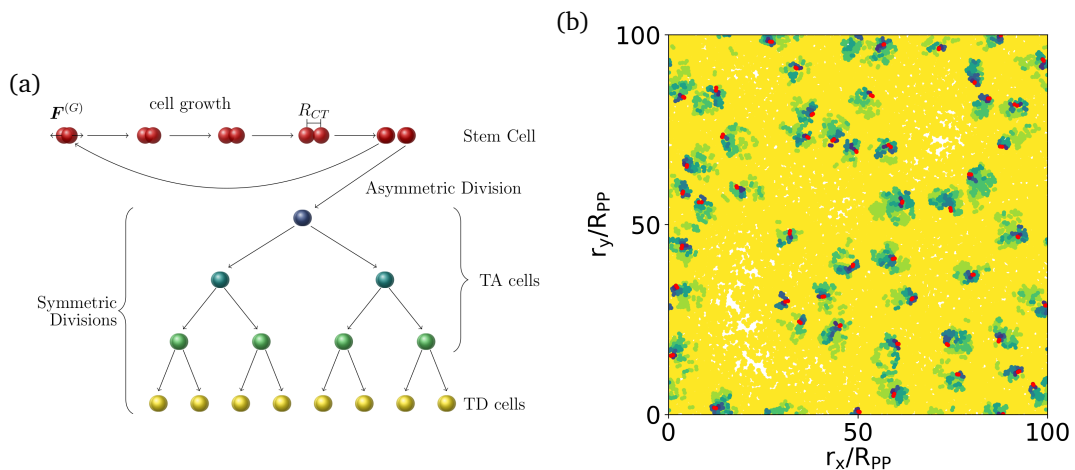 (a)
F(G)
cell growth
R_CT
Stem Cell
Asymmetric Division
Symmetric
Divisions
TA cells
TD cells
(b)
100
50
0
r_y/R_PP
0
50
100
r_x/R_PP